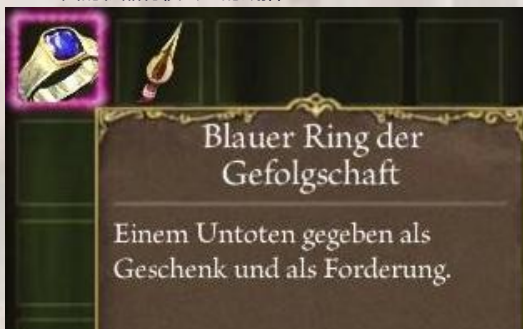 Blauer Ring der
Gefolgschaft
Einem Untoten gegeben als
Geschenk und als Forderung.